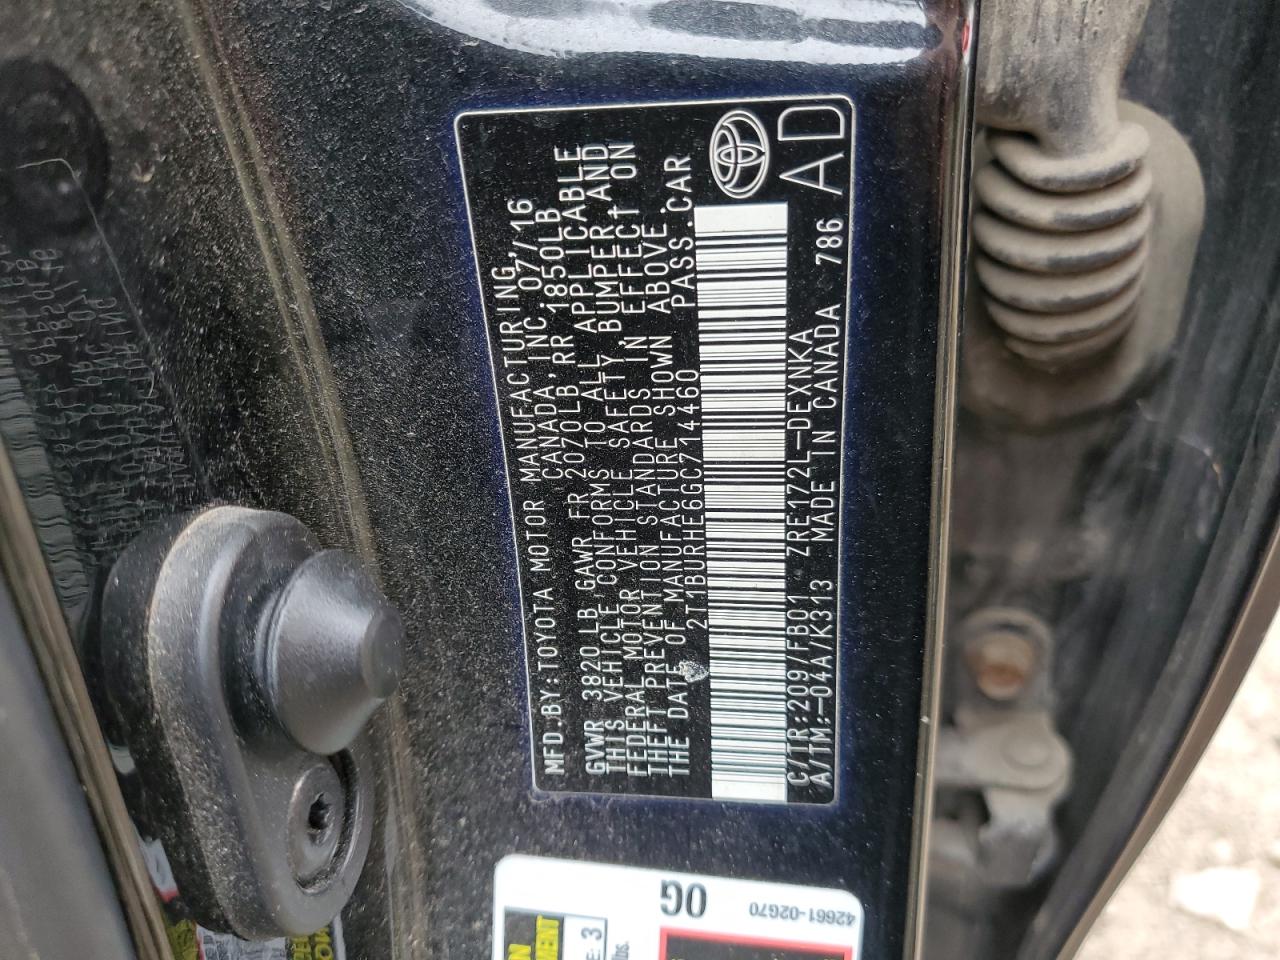 MFD.BY:TOYOTA MOTOR MANUFACTURING,
CANADA,INC. 07/16
GVWR 3820LB GAWR FR 2070LB,RR 1850LB
THIS VEHICLE CONFORMS TO ALL APPLICABLE
FEDERAL MOTOR VEHICLE SAFETY,BUMPER,AND
THEFT PREVENTION STANDARDS IN EFFECT ON
THE DATE OF MANUFACTURE SHOWN ABOVE.
2T1BURHE6GC714460 PASS.CAR
C/TR:209/FB01 ZRE172L-DEXNKA
A/TM:-04A/K313 MADE IN CANADA 786
AD
0G
42661-02G70